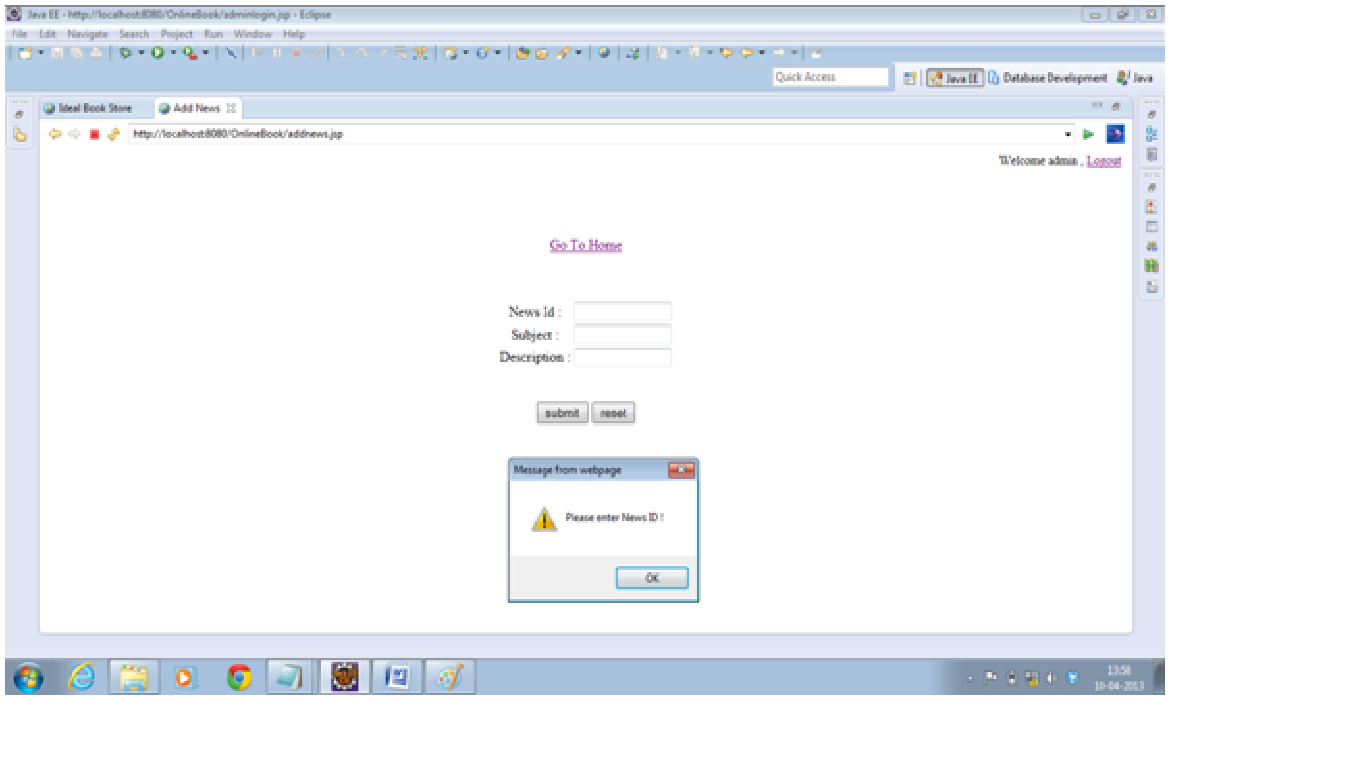 Java EE - http://localhost:8080/OnlineBook/adminlogin.jsp - Eclipse
File Edit Navigate Search Project Run Window Help
Quick Access
Java EE Database Development Java
Ideal Book Store Add News
http://localhost:8080/OnlineBook/addnews.jsp
Welcome admin , Logout
Go To Home
News Id :
Subject :
Description :
submit reset
Message from webpage
Please enter News ID !
OK
13:58
10-04-2013